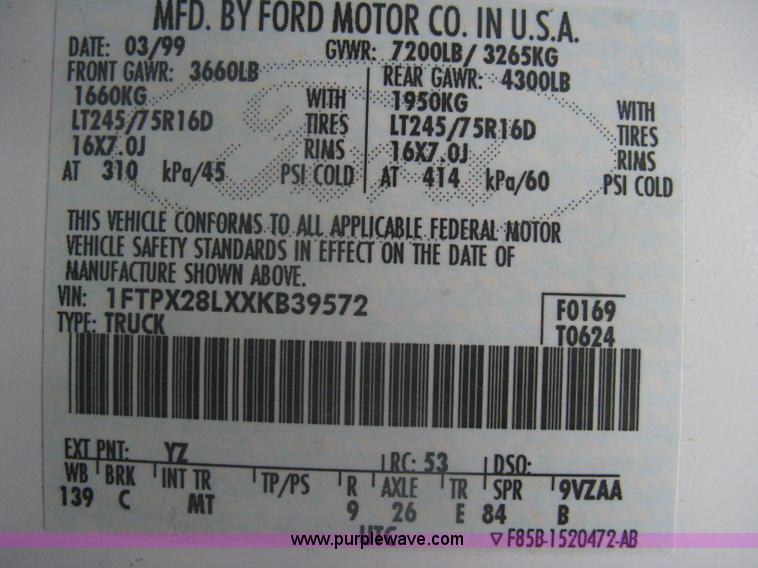 MFD. BY FORD MOTOR CO. IN U.S.A.
DATE: 03/99 GVWR: 7200LB/ 3265KG
FRONT GAWR: 3660LB REAR GAWR: 4300LB
1660KG WITH 1950KG WITH
LT245/75R16D TIRES LT245/75R16D TIRES
16X7.0J RIMS 16X7.0J RIMS
AT 310 kPa/45 PSI COLD AT 414 kPa/60 PSI COLD
THIS VEHICLE CONFORMS TO ALL APPLICABLE FEDERAL MOTOR
VEHICLE SAFETY STANDARDS IN EFFECT ON THE DATE OF
MANUFACTURE SHOWN ABOVE.
VIN: 1FTPX28LXXKB39572 F0169
TYPE: TRUCK T0624
EXT PNT: YZ RC: 53 DSO:
WB BRK INT TR TP/PS R AXLE TR SPR 9VZAA
139 C MT 9 26 E 84 B
UTC
www.purplewave.com ▽F85B-1520472-AB